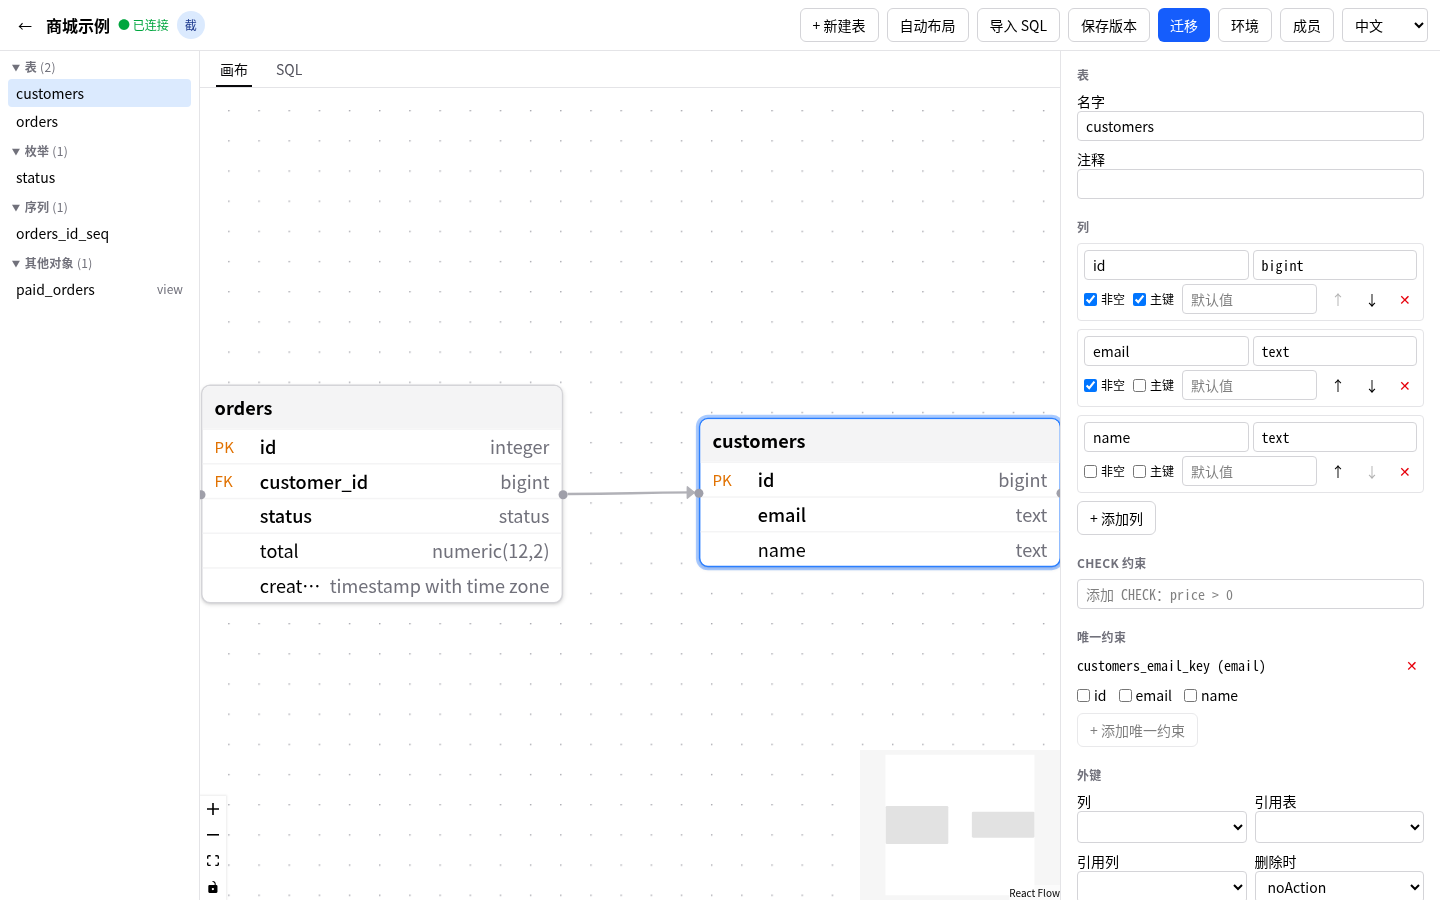 ← 商城示例 已连接 截 + 新建表 自动布局 导入 SQL 保存版本 迁移 环境 成员 中文
表 (2)
customers
orders
枚举 (1)
status
序列 (1)
orders_id_seq
其他对象 (1)
paid_orders view
画布 SQL
orders
PK id integer
FK customer_id bigint
status status
total numeric(12,2)
creat… timestamp with time zone
customers
PK id bigint
email text
name text
React Flow
表
名字
customers
注释
列
id bigint
非空 主键 默认值 ↑ ↓ ×
email text
非空 主键 默认值 ↑ ↓ ×
name text
非空 主键 默认值 ↑ ↓ ×
+ 添加列
CHECK 约束
添加 CHECK: price > 0
唯一约束
customers_email_key (email) ×
id email name
+ 添加唯一约束
外键
列 引用表
引用列 删除时
noAction